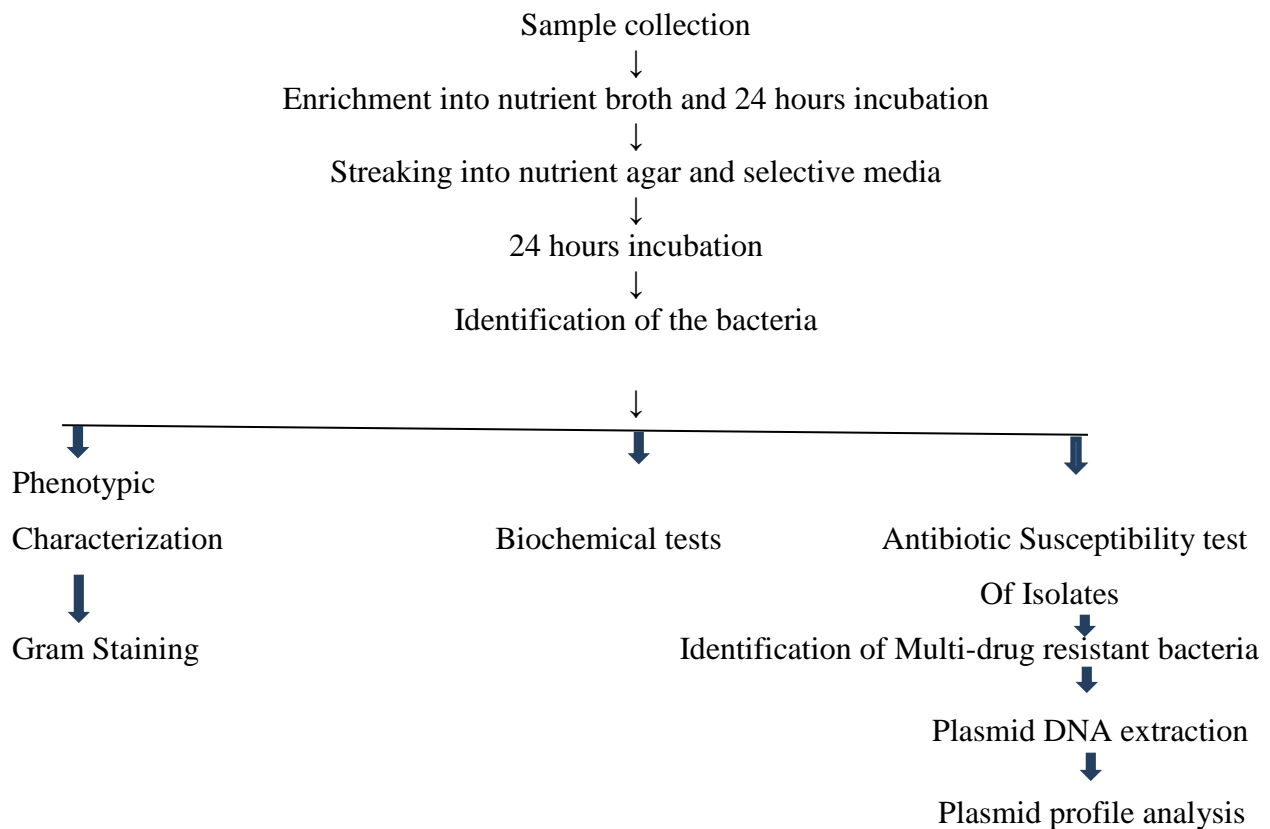 Sample collection
↓
Enrichment into nutrient broth and 24 hours incubation
↓
Streaking into nutrient agar and selective media
↓
24 hours incubation
↓
Identification of the bacteria
↓
Phenotypic
Characterization
Biochemical tests
Antibiotic Susceptibility test
Of Isolates
Gram Staining
Identification of Multi-drug resistant bacteria
Plasmid DNA extraction
Plasmid profile analysis